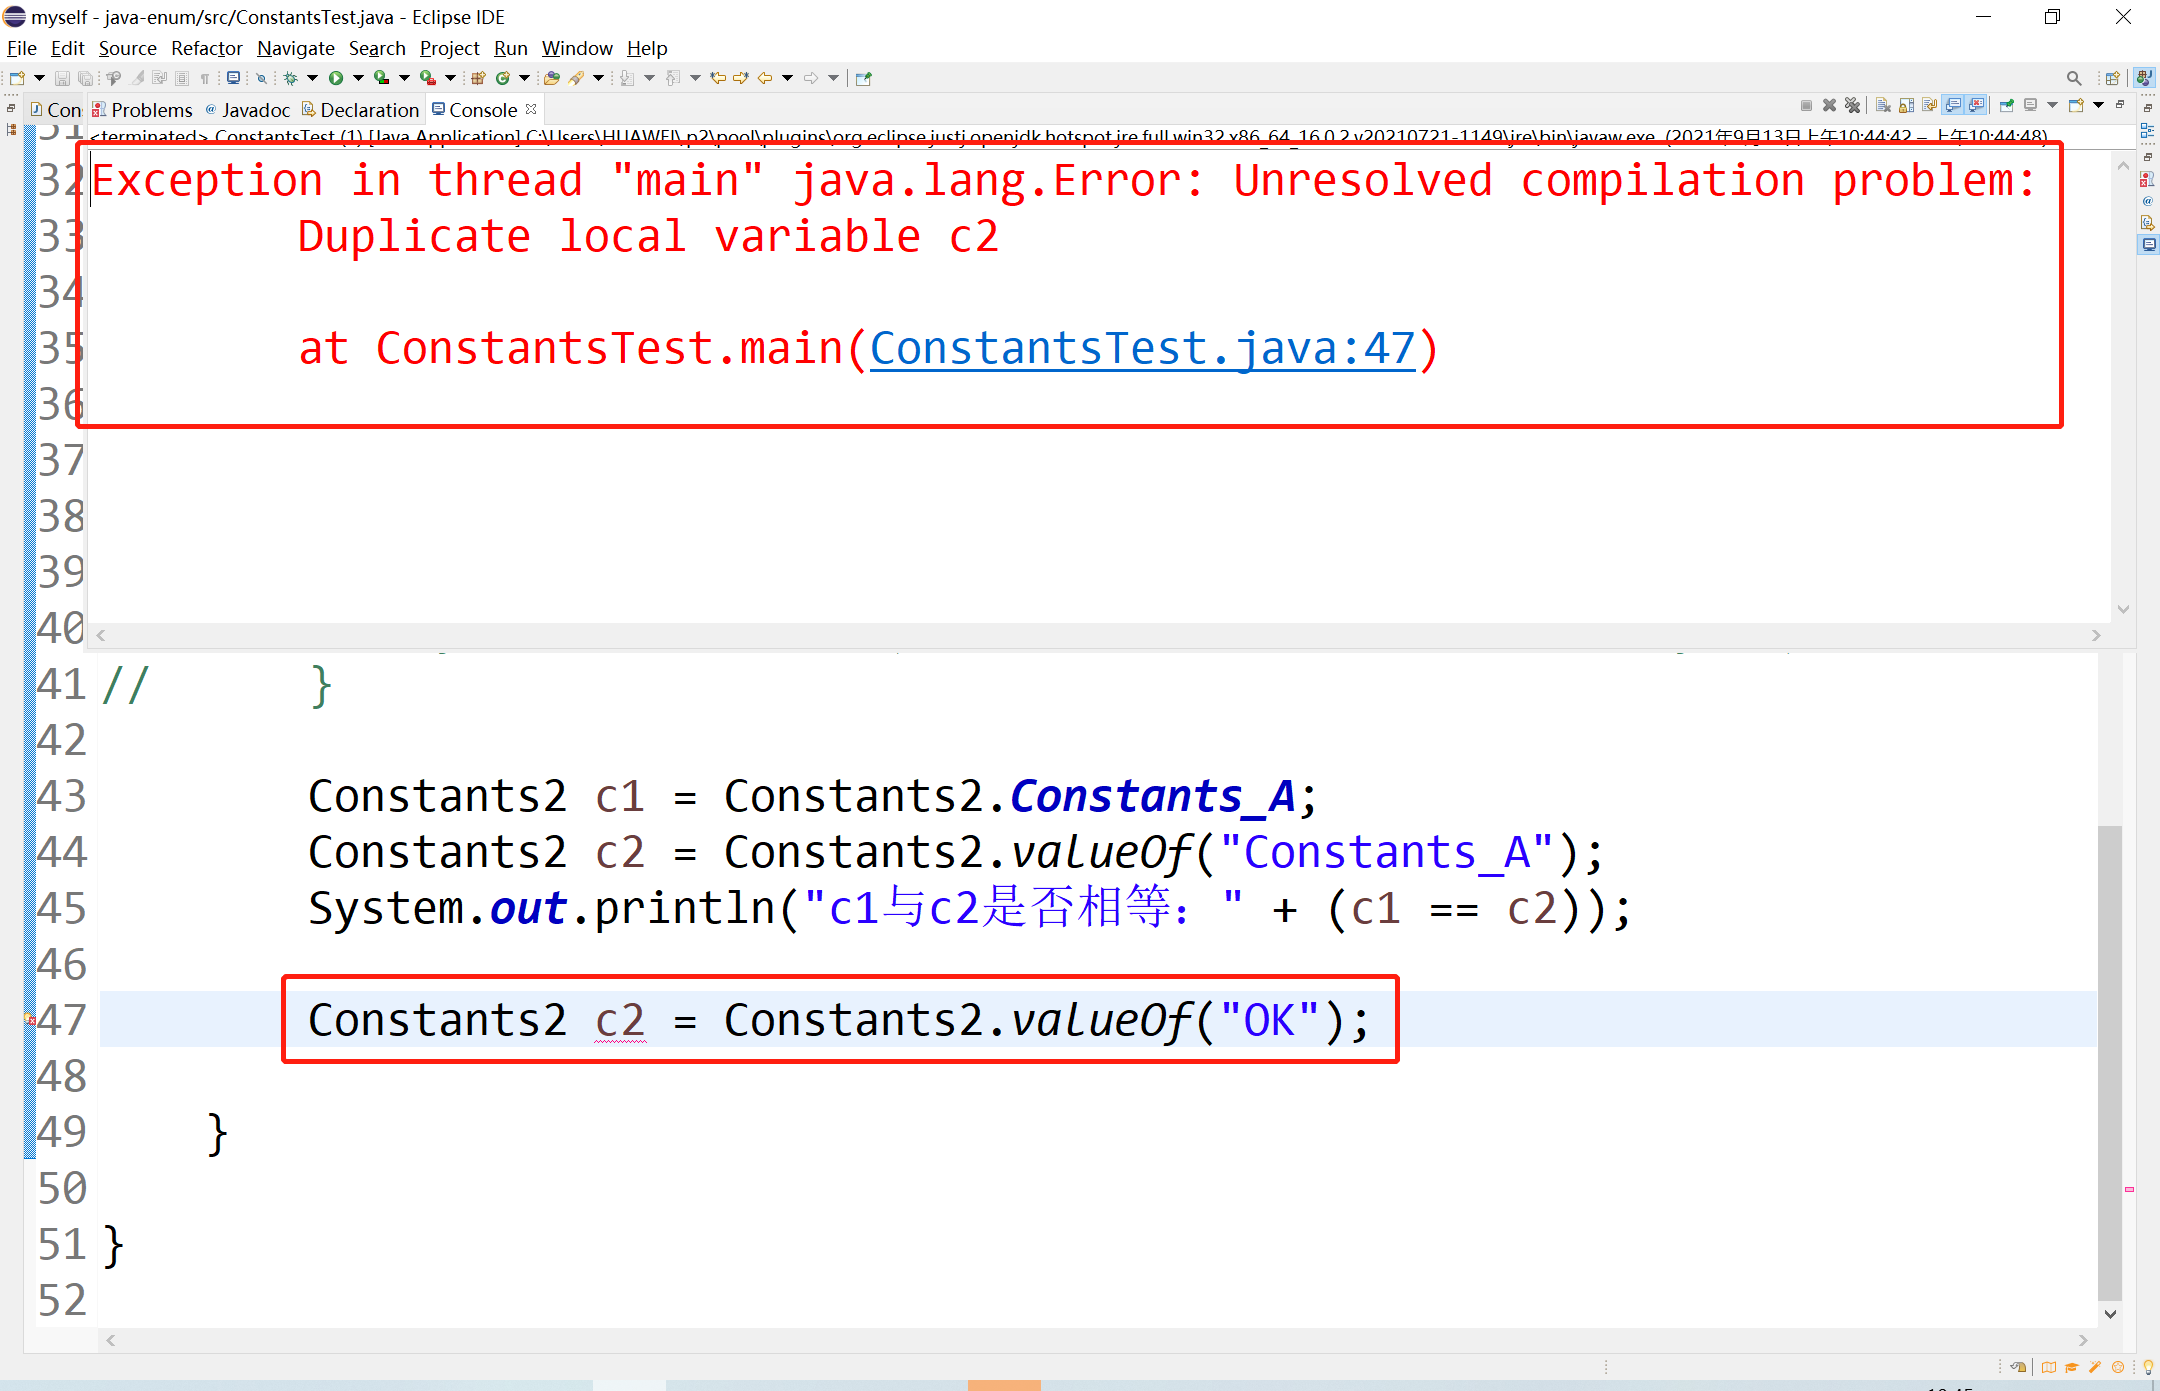 myself - java-enum/src/ConstantsTest.java - Eclipse IDE
File Edit Source Refactor Navigate Search Project Run Window Help
Con Problems @ Javadoc Declaration Console
<terminated> ConstantsTest (1) [Java Application] C:\Users\HUAWEI\.p2\pool\plugins\org.eclipse.justj.openjdk.hotspot.jre.full.win32.x86_64_16.0.2.v20210721-1149\jre\bin\javaw.exe (2021年9月13日上午10:44:42 – 上午10:44:48)
31
32 Exception in thread "main" java.lang.Error: Unresolved compilation problem:
33 Duplicate local variable c2
34
35 at ConstantsTest.main(ConstantsTest.java:47)
36
37
38
39
40
41 // }
42
43 Constants2 c1 = Constants2.Constants_A;
44 Constants2 c2 = Constants2.valueOf("Constants_A");
45 System.out.println("c1与c2是否相等：" + (c1 == c2));
46
47 Constants2 c2 = Constants2.valueOf("OK");
48
49 }
50
51 }
52